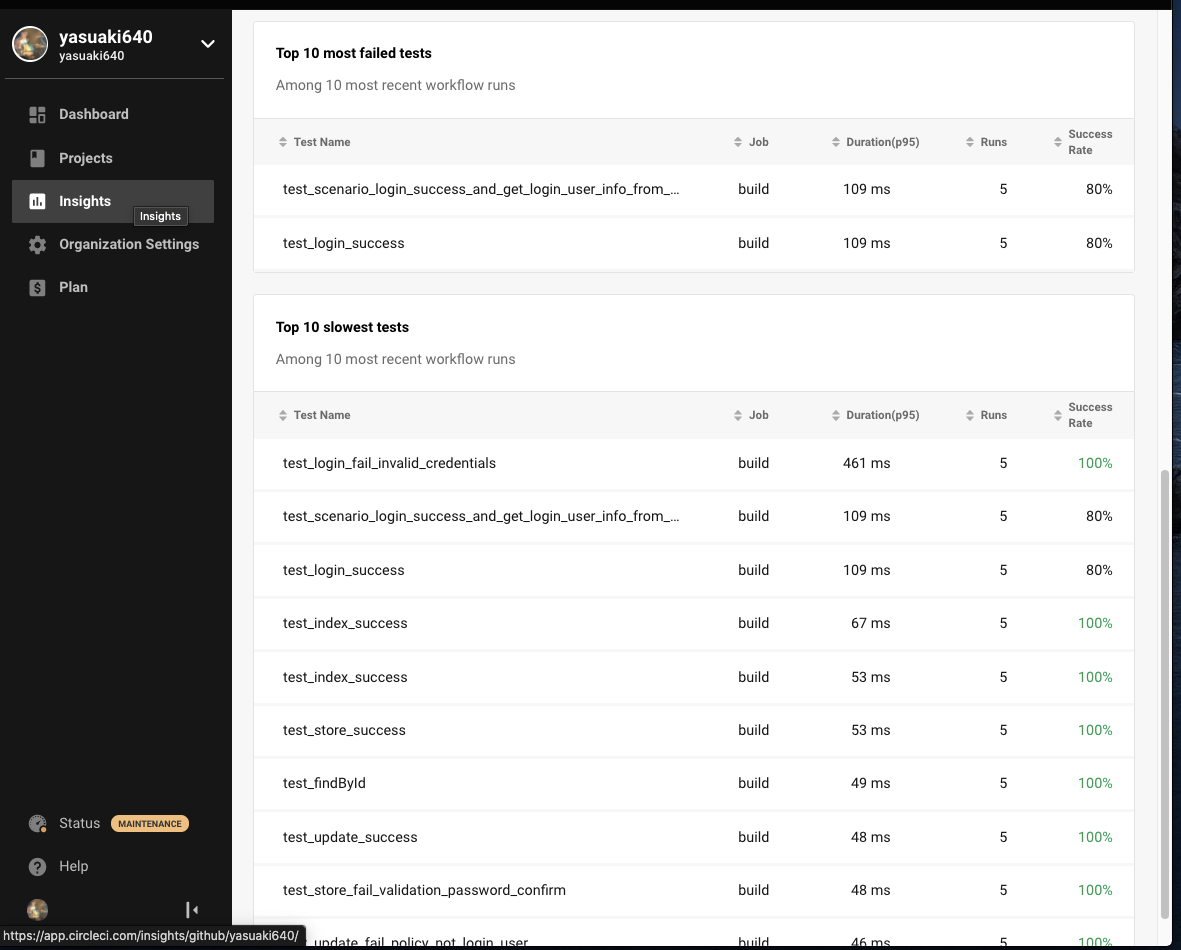 yasuaki640
yasuaki640
Dashboard
Projects
Insights
Insights
Organization Settings
Plan
Status MAINTENANCE
Help
https://app.circleci.com/insights/github/yasuaki640/
Top 10 most failed tests
Among 10 most recent workflow runs
Test Name Job Duration(p95) Runs Success Rate
test_scenario_login_success_and_get_login_user_info_from_... build 109 ms 5 80%
test_login_success build 109 ms 5 80%
Top 10 slowest tests
Among 10 most recent workflow runs
Test Name Job Duration(p95) Runs Success Rate
test_login_fail_invalid_credentials build 461 ms 5 100%
test_scenario_login_success_and_get_login_user_info_from_... build 109 ms 5 80%
test_login_success build 109 ms 5 80%
test_index_success build 67 ms 5 100%
test_index_success build 53 ms 5 100%
test_store_success build 53 ms 5 100%
test_findById build 49 ms 5 100%
test_update_success build 48 ms 5 100%
test_store_fail_validation_password_confirm build 48 ms 5 100%
_update_fail_policy_not_login_user build 46 ms 5 100%